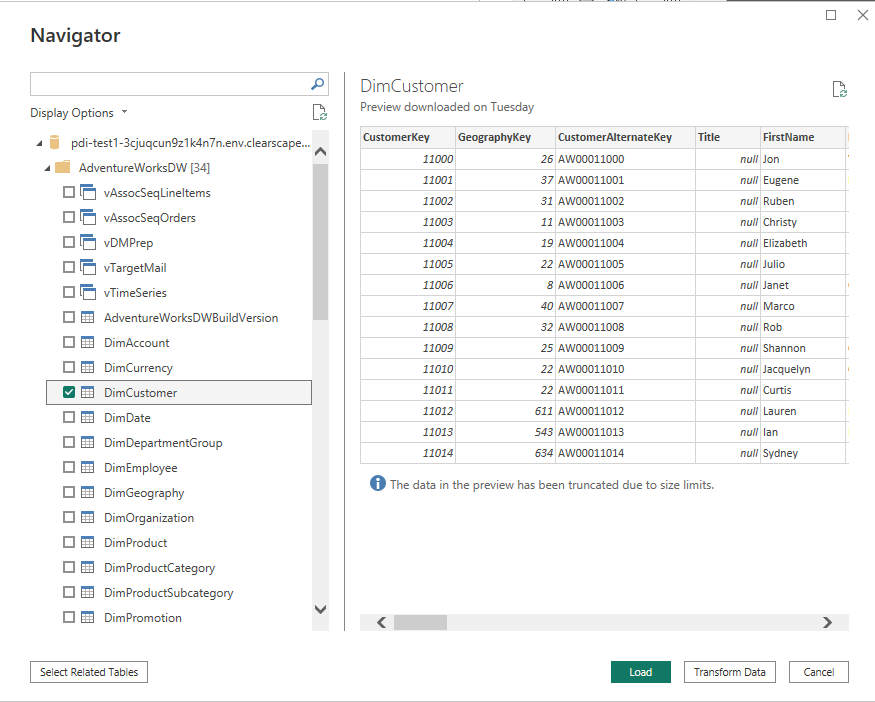 Navigator
Display Options
pdi-test1-3cjuqcun9z1k4n7n.env.clearscape...
AdventureWorksDW [34]
vAssocSeqLineItems
vAssocSeqOrders
vDMPrep
vTargetMail
vTimeSeries
AdventureWorksDWBuildVersion
DimAccount
DimCurrency
DimCustomer
DimDate
DimDepartmentGroup
DimEmployee
DimGeography
DimOrganization
DimProduct
DimProductCategory
DimProductSubcategory
DimPromotion
DimCustomer
Preview downloaded on Tuesday
CustomerKey GeographyKey CustomerAlternateKey Title FirstName
11000 26 AW00011000 null Jon
11001 37 AW00011001 null Eugene
11002 31 AW00011002 null Ruben
11003 11 AW00011003 null Christy
11004 19 AW00011004 null Elizabeth
11005 22 AW00011005 null Julio
11006 8 AW00011006 null Janet
11007 40 AW00011007 null Marco
11008 32 AW00011008 null Rob
11009 25 AW00011009 null Shannon
11010 22 AW00011010 null Jacquelyn
11011 22 AW00011011 null Curtis
11012 611 AW00011012 null Lauren
11013 543 AW00011013 null Ian
11014 634 AW00011014 null Sydney
The data in the preview has been truncated due to size limits.
Select Related Tables
Load
Transform Data
Cancel